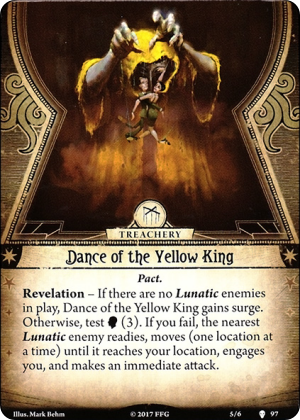 TREACHERY
Dance of the Yellow King
Pact.
Revelation – If there are no Lunatic enemies
in play, Dance of the Yellow King gains surge.
Otherwise, test (3). If you fail, the nearest
Lunatic enemy readies, moves (one location
at a time) until it reaches your location, engages
you, and makes an immediate attack.
Illus. Mark Behm
© 2017 FFG
5/6
97